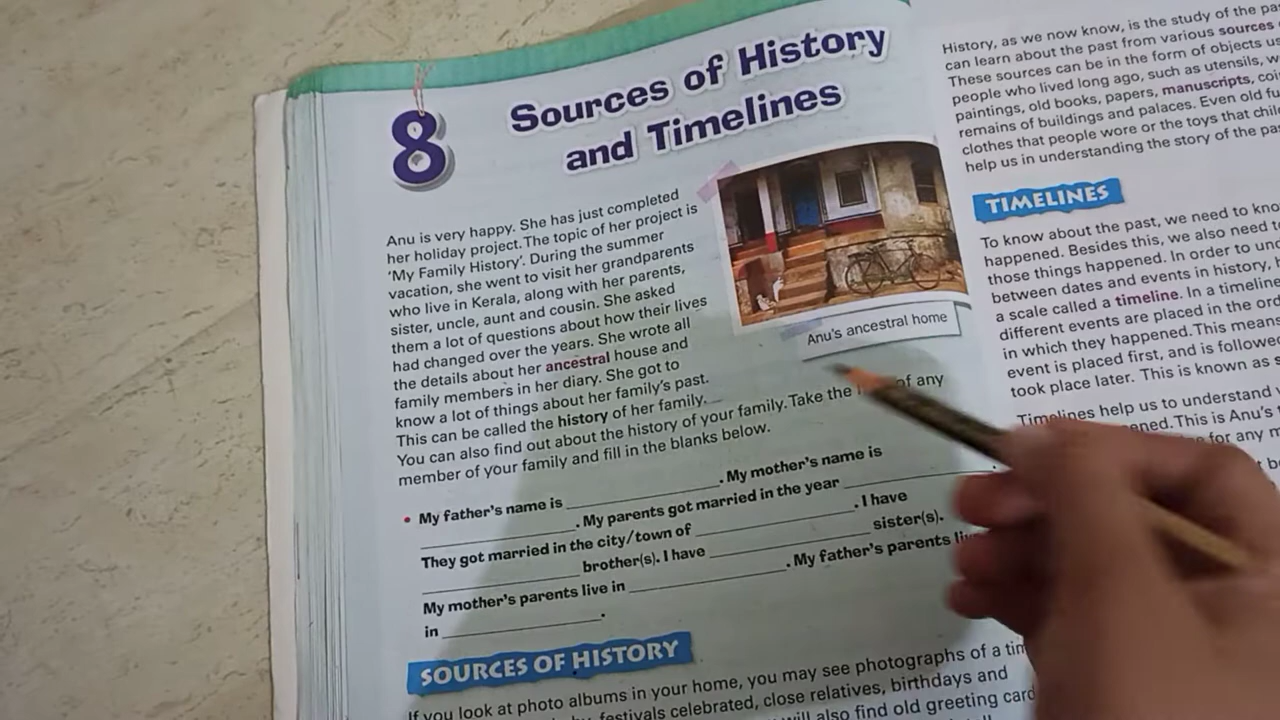 8
Sources of History
and Timelines
Anu is very happy. She has just completed
her holiday project. The topic of her project is
'My Family History'. During the summer
vacation, she went to visit her grandparents
who live in Kerala, along with her parents,
sister, uncle, aunt and cousin. She asked
them a lot of questions about how their lives
had changed over the years. She wrote all
the details about her ancestral house and
family members in her diary. She got to
know a lot of things about her family's past.
This can be called the history of her family.
You can also find out about the history of your family. Take the of any
member of your family and fill in the blanks below.
Anu's ancestral home
• My father's name is ____________. My mother's name is
____________. My parents got married in the year ____________.
They got married in the city/town of ____________. I have
____________ brother(s). I have ____________ sister(s).
My mother's parents live in ____________. My father's parents
in ____________.
SOURCES OF HISTORY
If you look at photo albums in your home, you may see photographs of a
festivals celebrated, close relatives, birthdays and
will also find old greeting
History, as we now know, is the study of the
can learn about the past from various sources
These sources can be in the form of objects
people who lived long ago, such as utensils,
paintings, old books, papers, manuscripts,
remains of buildings and palaces. Even old
clothes that people wore or the toys that
help us in understanding the story of the
TIMELINES
To know about the past, we need to
happened. Besides this, we also need
those things happened. In order to
between dates and events in history,
a scale called a timeline. In a timeline
different events are placed in the
in which they happened. This means
event is placed first, and is followed
took place later. This is known as
Timelines help us to understand
This is Anu's
for any